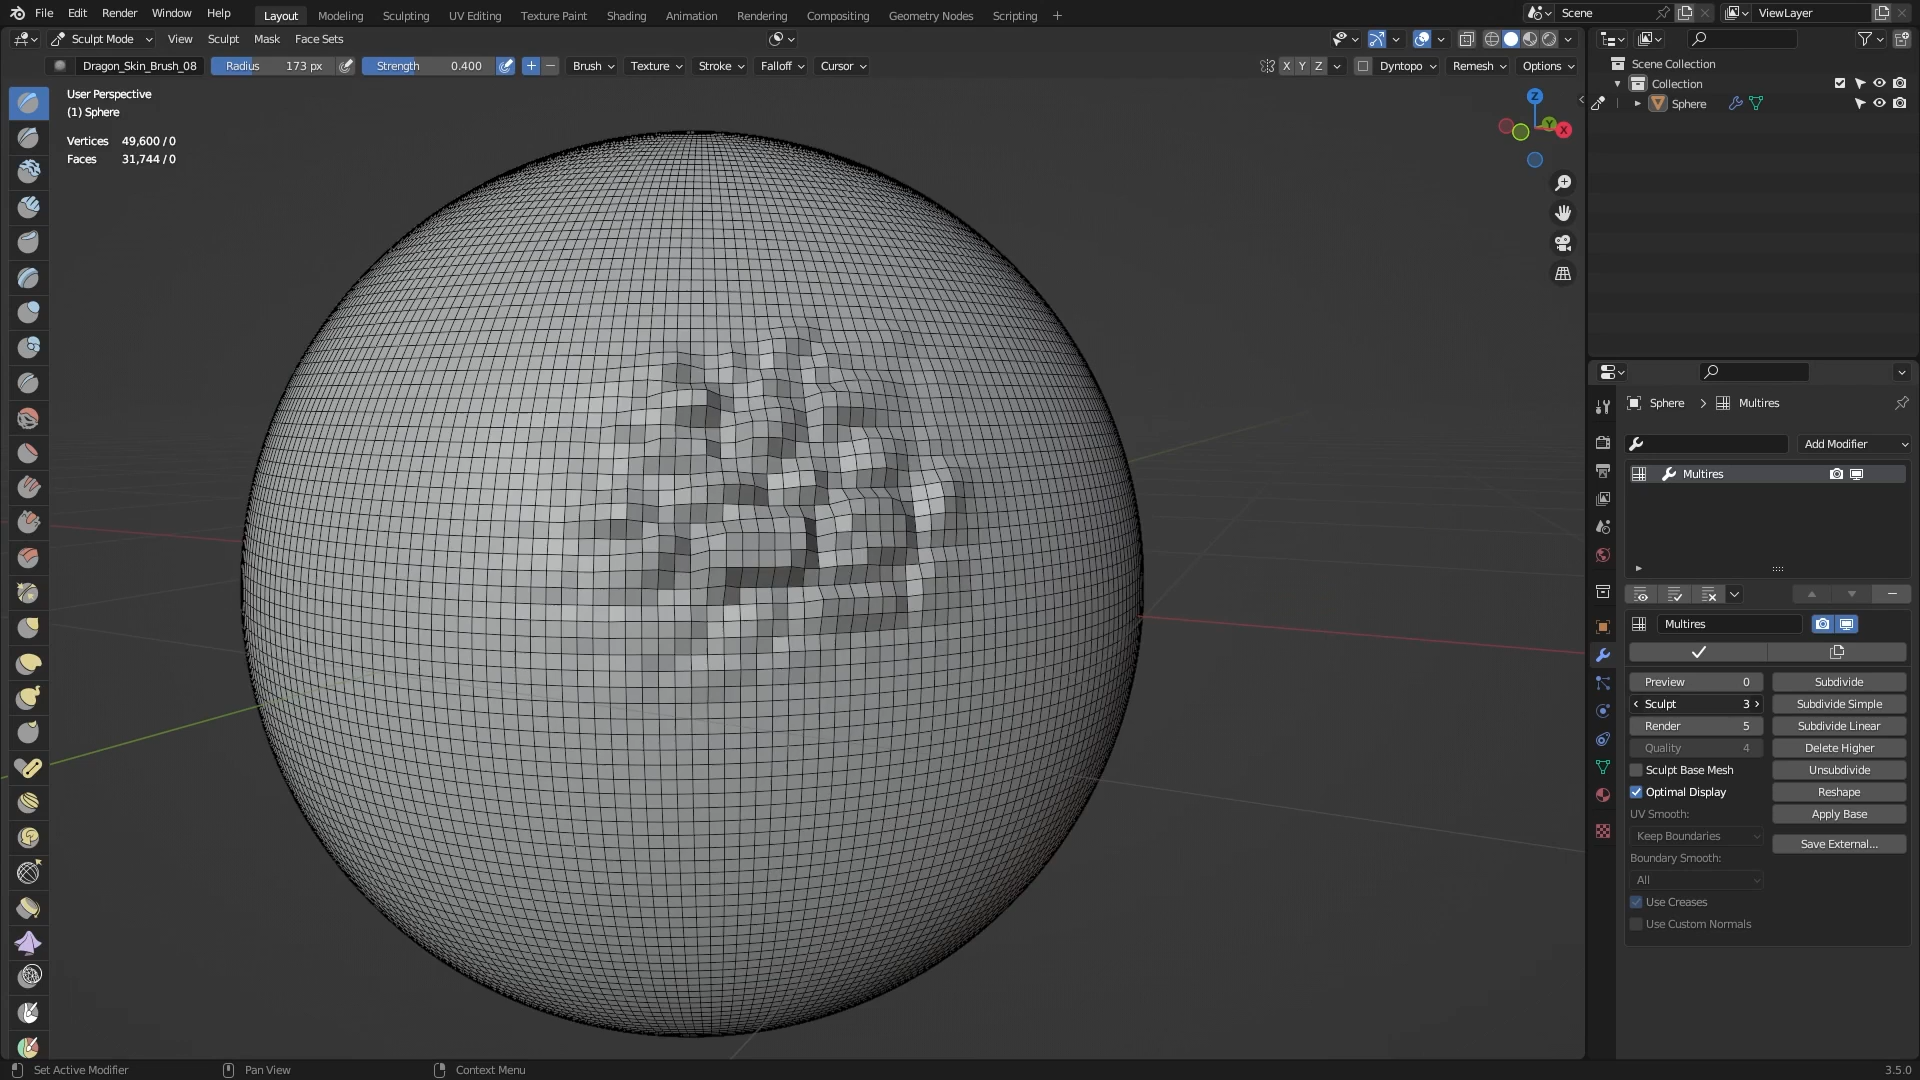 File Edit Render Window Help Layout Modeling Sculpting UV Editing Texture Paint Shading Animation Rendering Compositing Geometry Nodes Scripting + Scene ViewLayer
Sculpt Mode View Sculpt Mask Face Sets
Dragon_Skin_Brush_08 Radius 173 px Strength 0.400 + − Brush Texture Stroke Falloff Cursor X Y Z Dyntopo Remesh Options
User Perspective
(1) Sphere
Vertices 49,600 / 0
Faces 31,744 / 0
Z
Y
X
Scene Collection
Collection
Sphere
Sphere > Multires
Add Modifier
Multires
Multires
Preview 0 Subdivide
Sculpt 3 Subdivide Simple
Render 5 Subdivide Linear
Quality 4 Delete Higher
Sculpt Base Mesh Unsubdivide
Optimal Display Reshape
UV Smooth: Apply Base
Keep Boundaries Save External...
Boundary Smooth:
All
Use Creases
Use Custom Normals
Set Active Modifier Pan View Context Menu 3.5.0